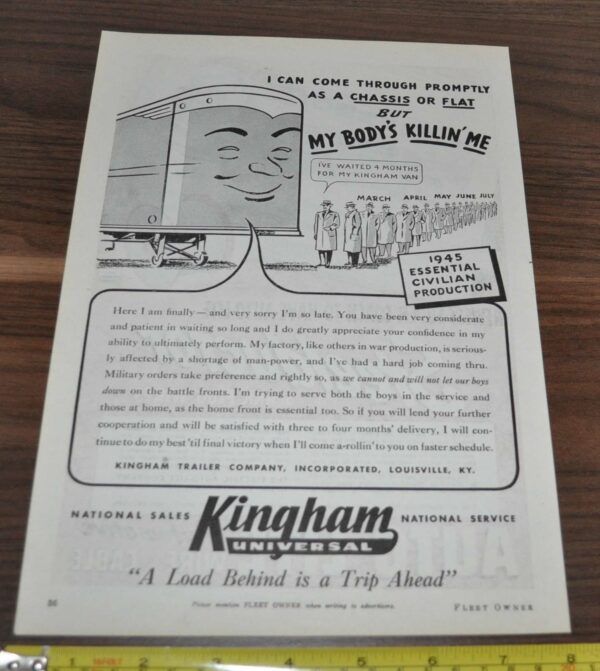 I CAN COME THROUGH PROMPTLY
AS A CHASSIS OR FLAT
BUT
MY BODY'S KILLIN' ME
I'VE WAITED 4 MONTHS
FOR MY KINGHAM VAN
MARCH APRIL MAY JUNE JULY
1945
ESSENTIAL
CIVILIAN
PRODUCTION
Here I am finally — and very sorry I'm so late. You have been very considerate
and patient in waiting so long and I do greatly appreciate your confidence in my
ability to ultimately perform. My factory, like others in war production, is serious-
ly affected by a shortage of man-power, and I've had a hard job coming thru.
Military orders take preference and rightly so, as we cannot and will not let our boys
down on the battle fronts. I'm trying to serve both the boys in the service and
those at home, as the home front is essential too. So if you will lend your further
cooperation and will be satisfied with three to four months' delivery, I will con-
tinue to do my best 'til final victory when I'll come a-rollin' to you on faster schedule.
KINGHAM TRAILER COMPANY, INCORPORATED, LOUISVILLE, KY.
NATIONAL SALES Kingham NATIONAL SERVICE
UNIVERSAL
"A Load Behind is a Trip Ahead"
86 Please mention FLEET OWNER when writing to advertisers. FLEET OWNER
1 2 3 4 5 6 7 8